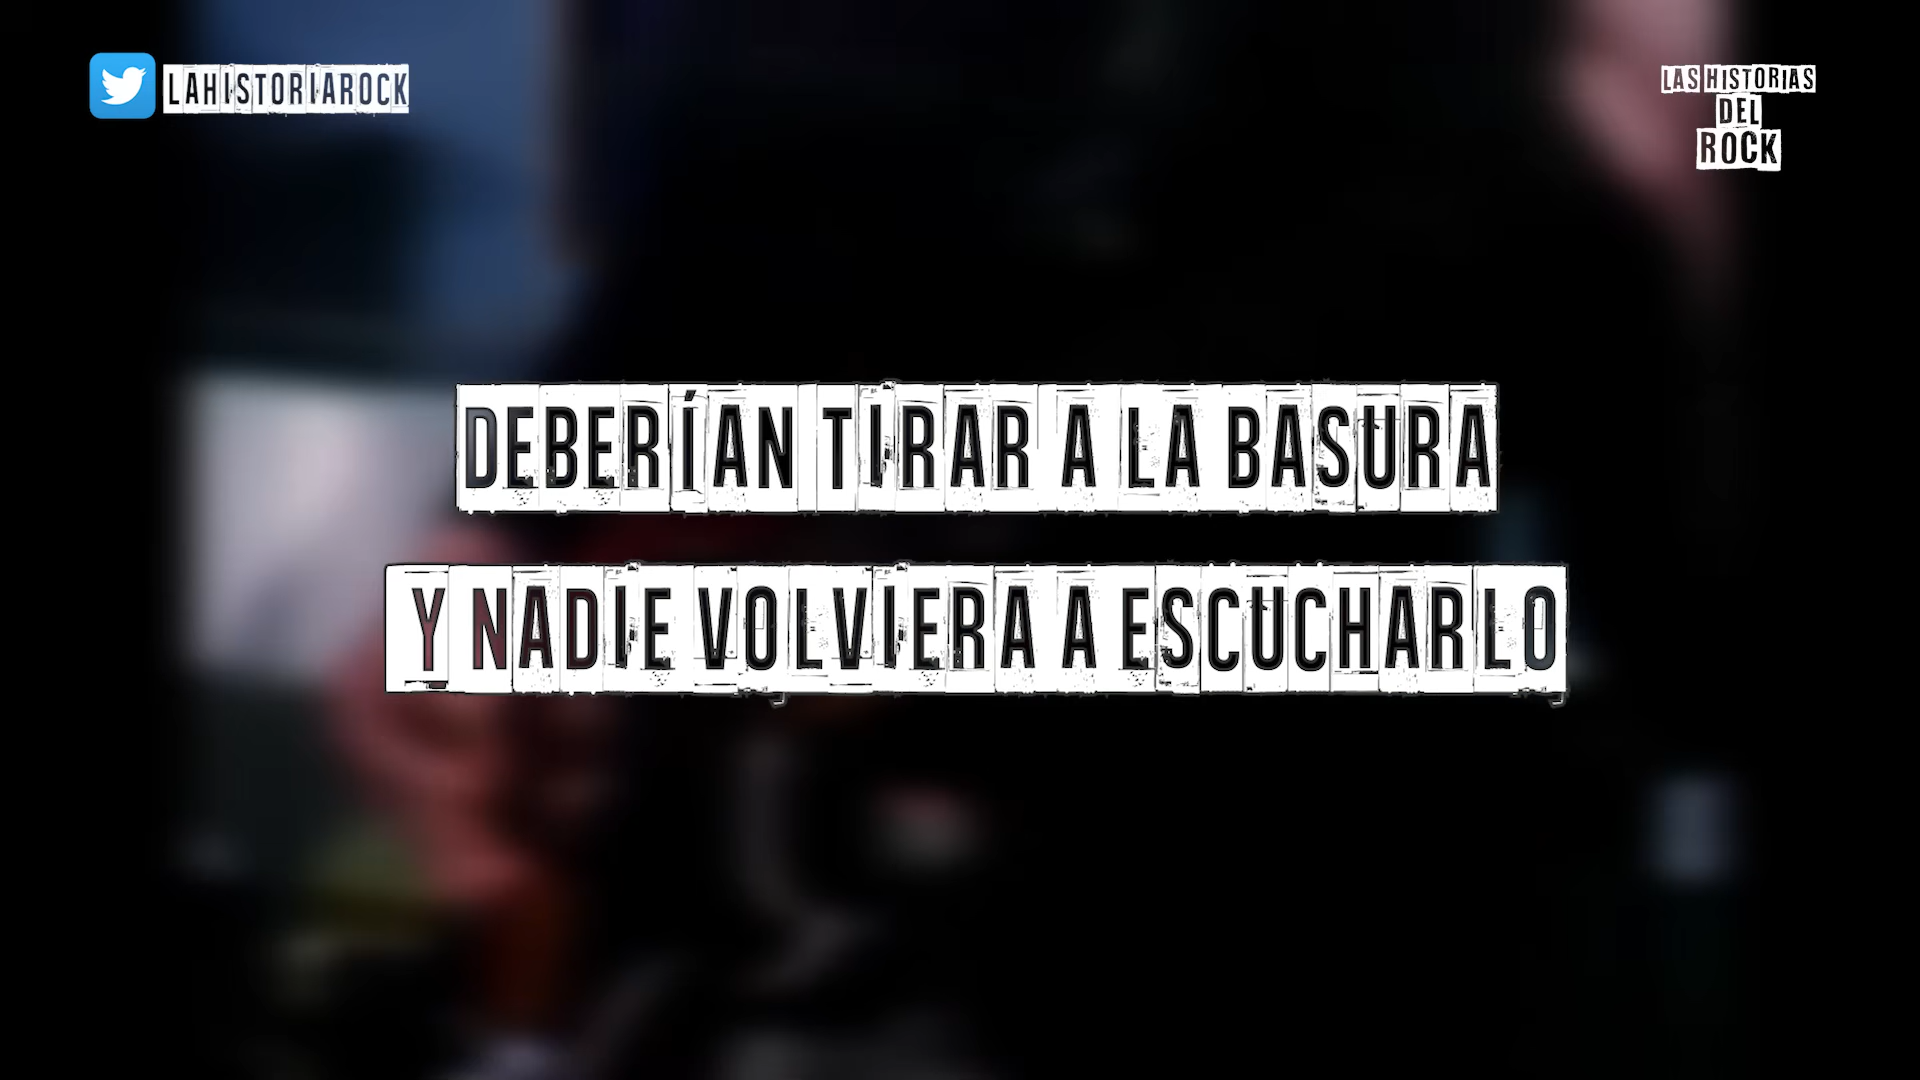 LAHISTORIAROCK
LAS HISTORIAS
DEL
ROCK
DEBERÍAN TIRAR A LA BASURA
Y NADIE VOLVIERA A ESCUCHARLO